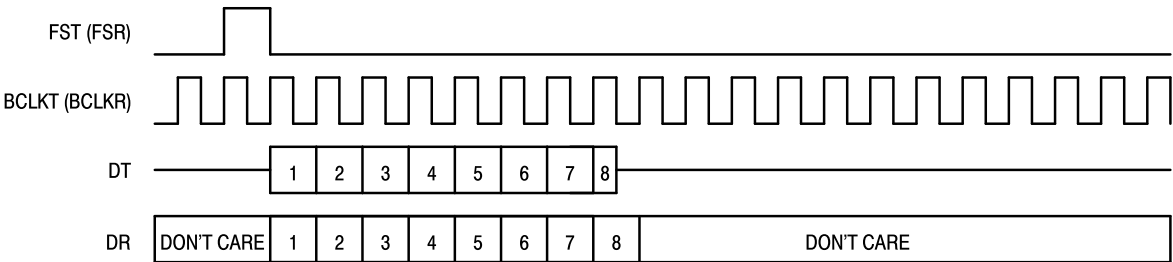 FST (FSR)
BCLKT (BCLKR)
DT 1 2 3 4 5 6 7 8
DR DON'T CARE 1 2 3 4 5 6 7 8 DON'T CARE